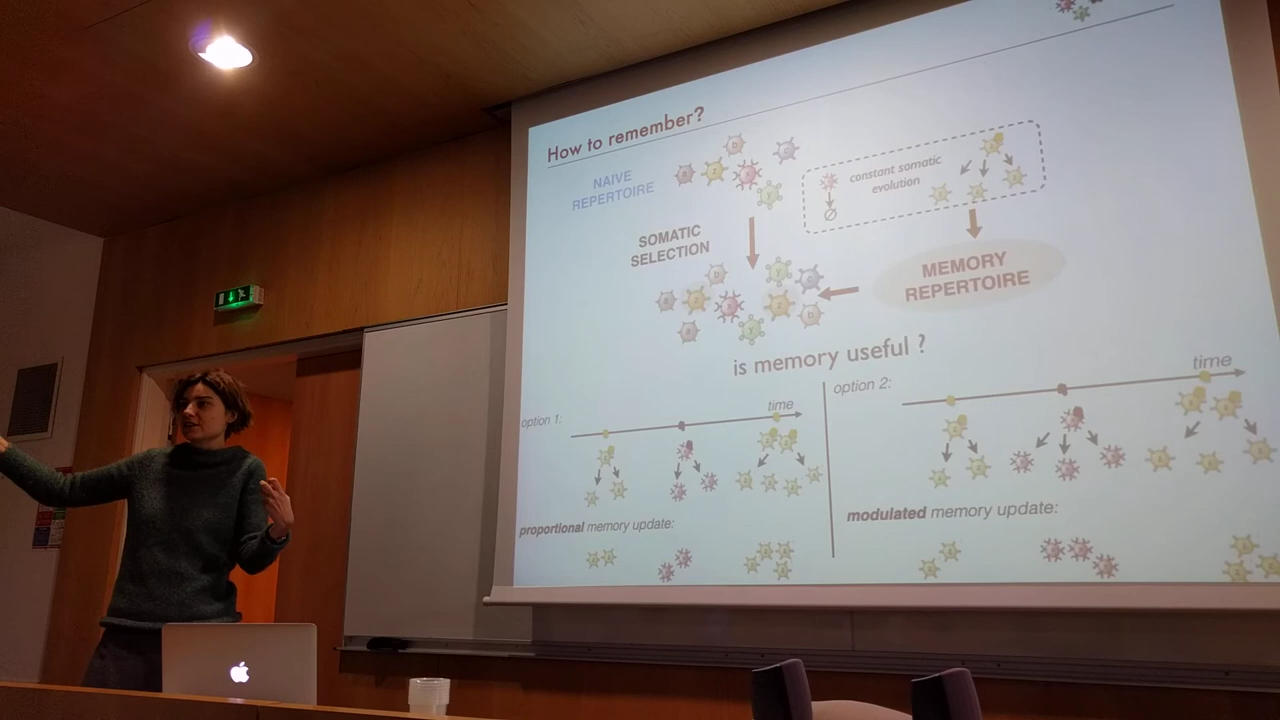 How to remember?
NAIVE
REPERTOIRE
constant somatic
evolution
SOMATIC
SELECTION
MEMORY
REPERTOIRE
is memory useful ?
option 1:
time
proportional memory update:
option 2:
time
modulated memory update: